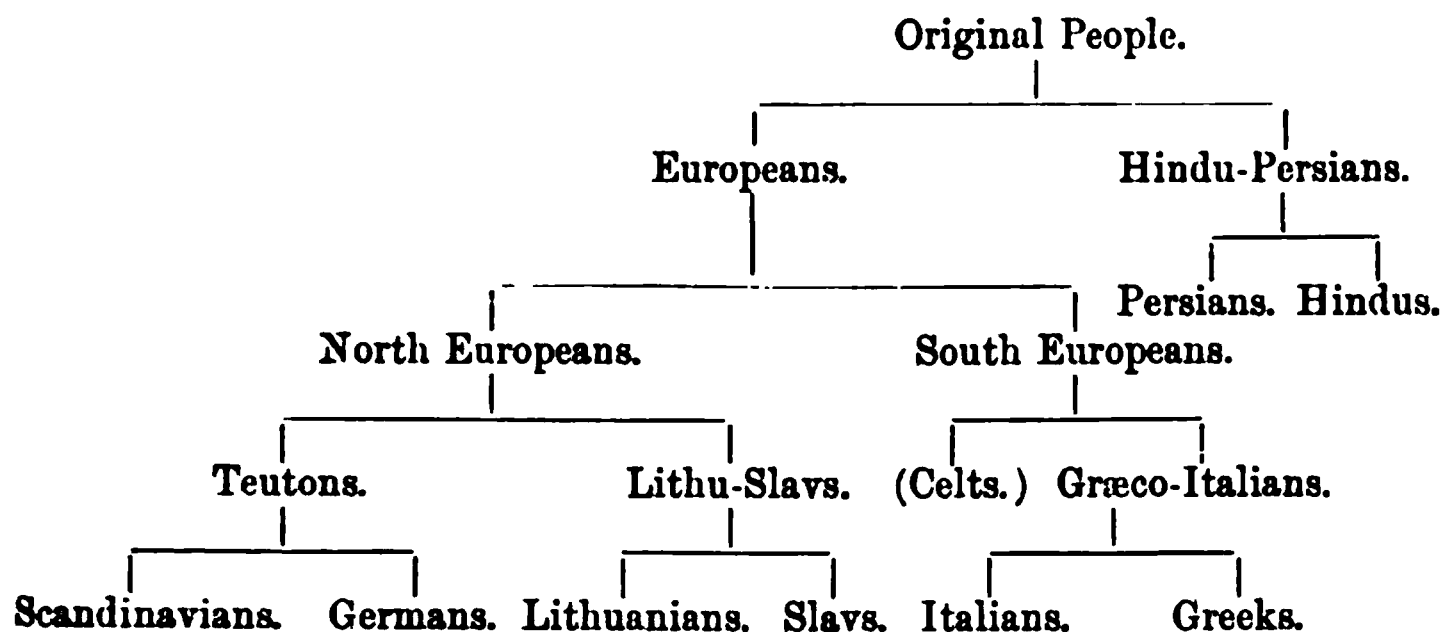 Original People.
Europeans. Hindu-Persians.
Persians. Hindus.
North Europeans. South Europeans.
Teutons. Lithu-Slavs. (Celts.) Græco-Italians.
Scandinavians. Germans. Lithuanians. Slavs. Italians. Greeks.